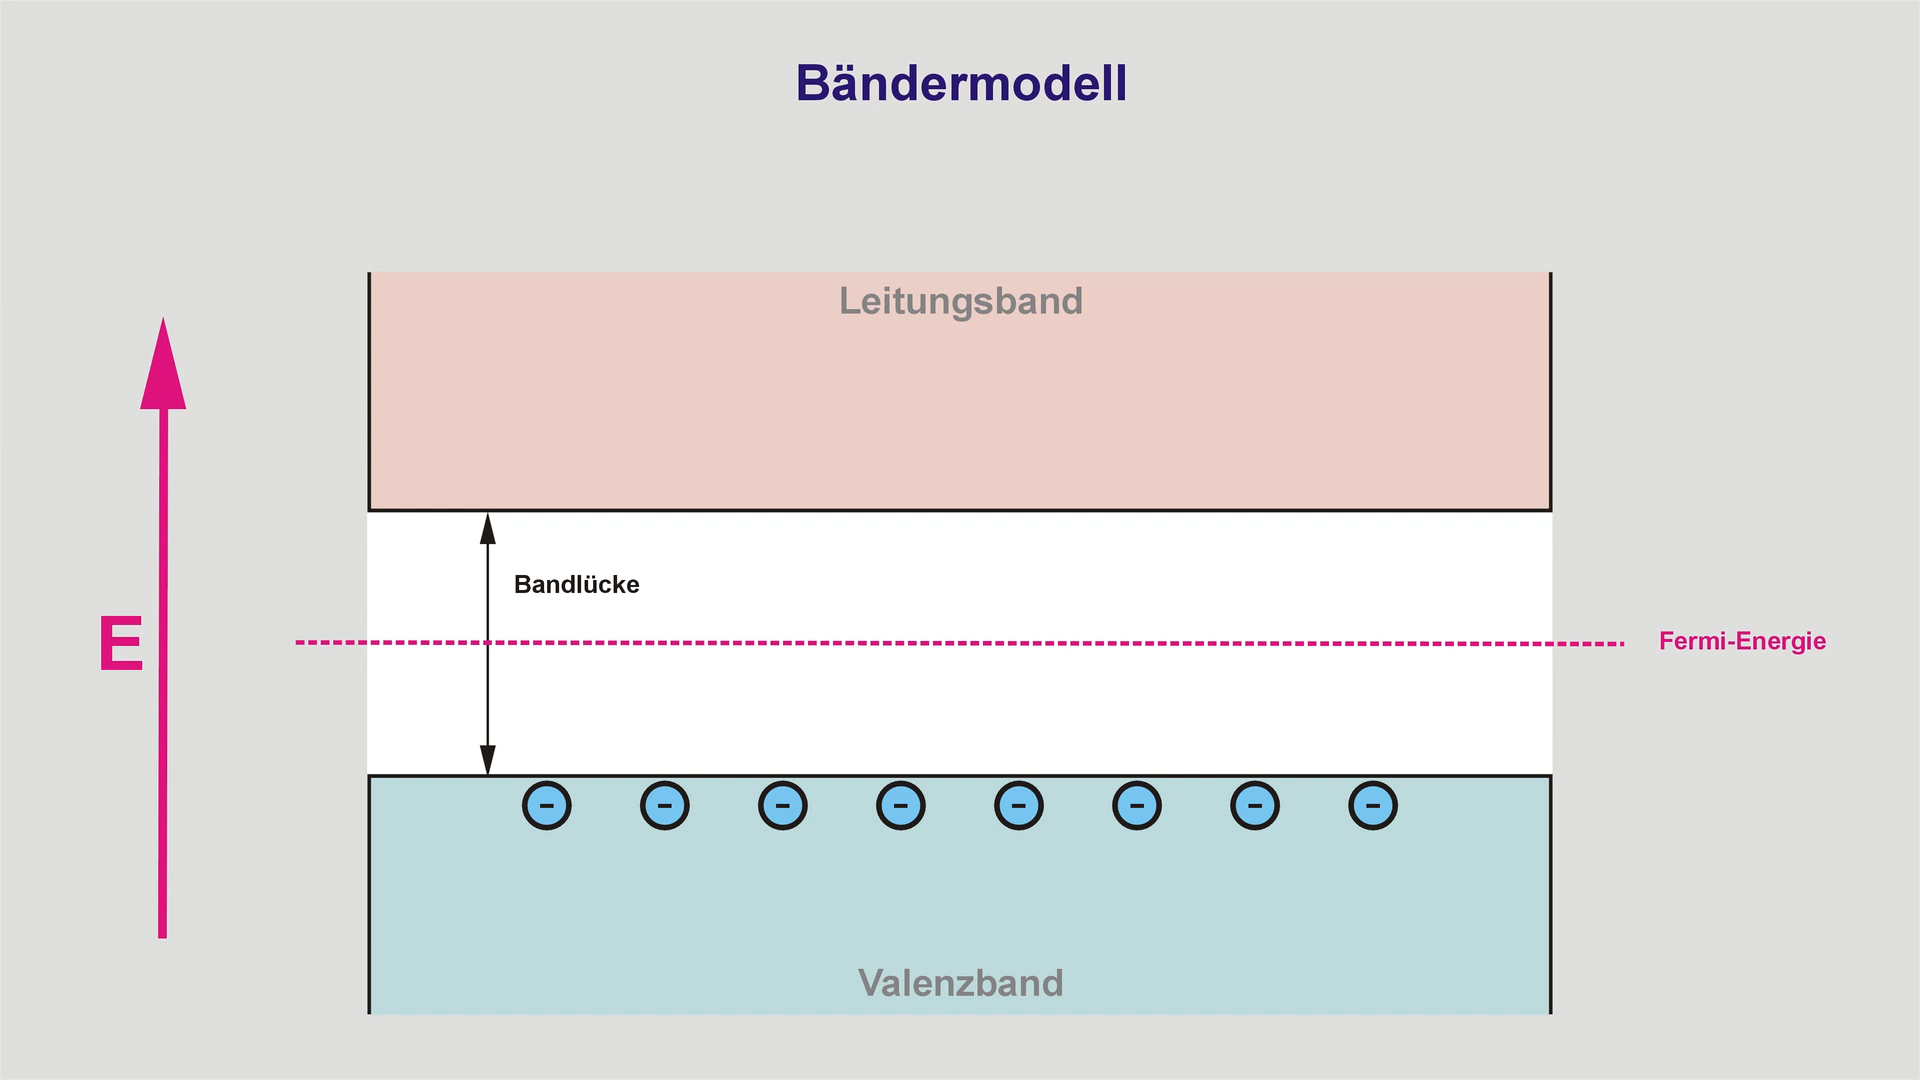 Bändermodell
Leitungsband
Bandlücke
E
Fermi-Energie
- - - - - - - -
Valenzband